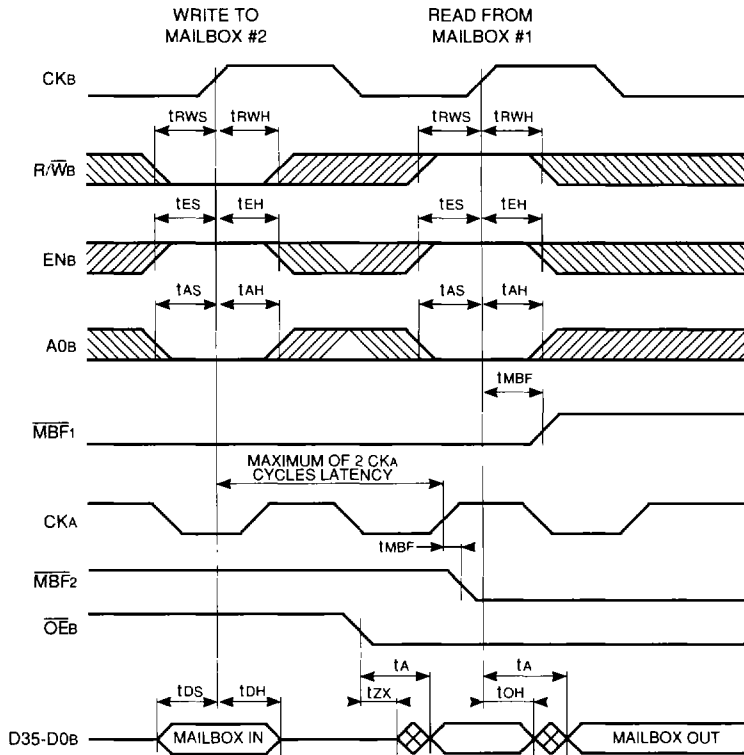 WRITE TO
MAILBOX #2
READ FROM
MAILBOX #1
CKB
tRWS tRWH tRWS tRWH
R/W̅B
tES tEH tES tEH
ENB
tAS tAH tAS tAH
A0B
tMBF
M̅B̅F̅1
MAXIMUM OF 2 CKA
CYCLES LATENCY
CKA
tMBF
M̅B̅F̅2
O̅E̅B
tA tA
tDS tDH tZX tOH
D35-D0B MAILBOX IN MAILBOX OUT